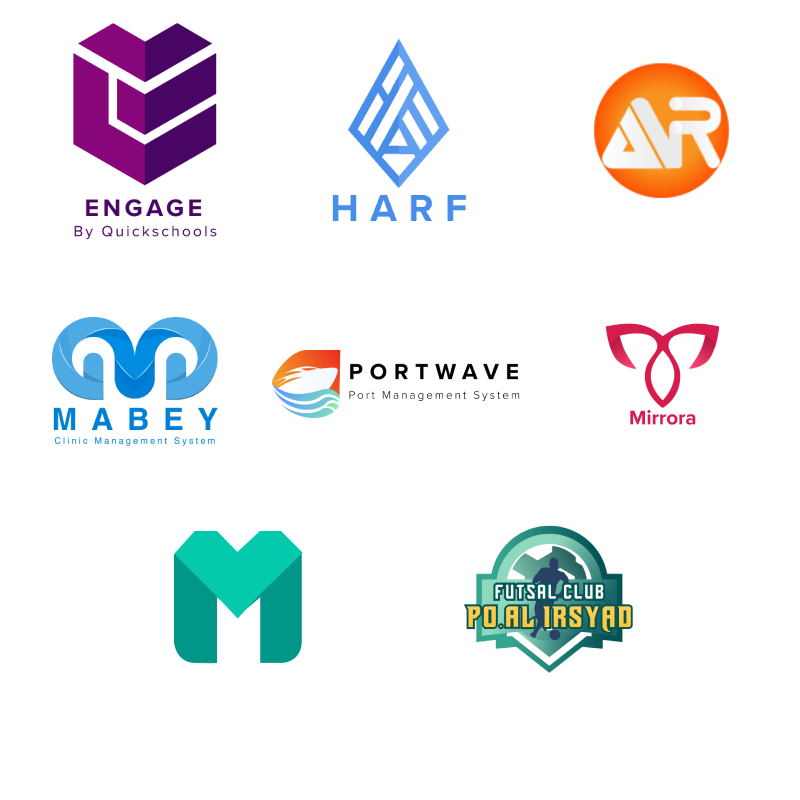 ENGAGE
By Quickschools
HARF
AR
MABEY
Clinic Management System
PORTWAVE
Port Management System
Mirrora
M
FUTSAL CLUB
PO.AL IRSYAD